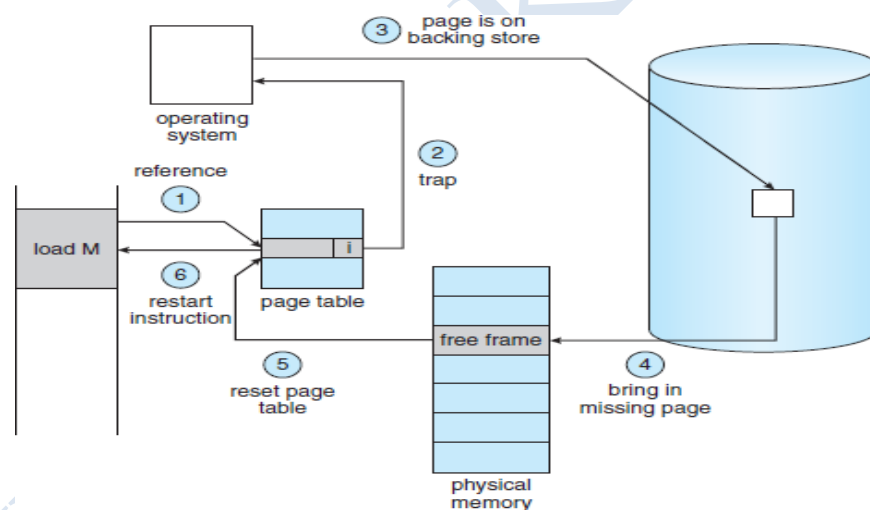 3
page is on
backing store
operating
system
2
trap
reference
1
load M
i
6
restart
instruction
page table
free frame
5
reset page
table
4
bring in
missing page
physical
memory